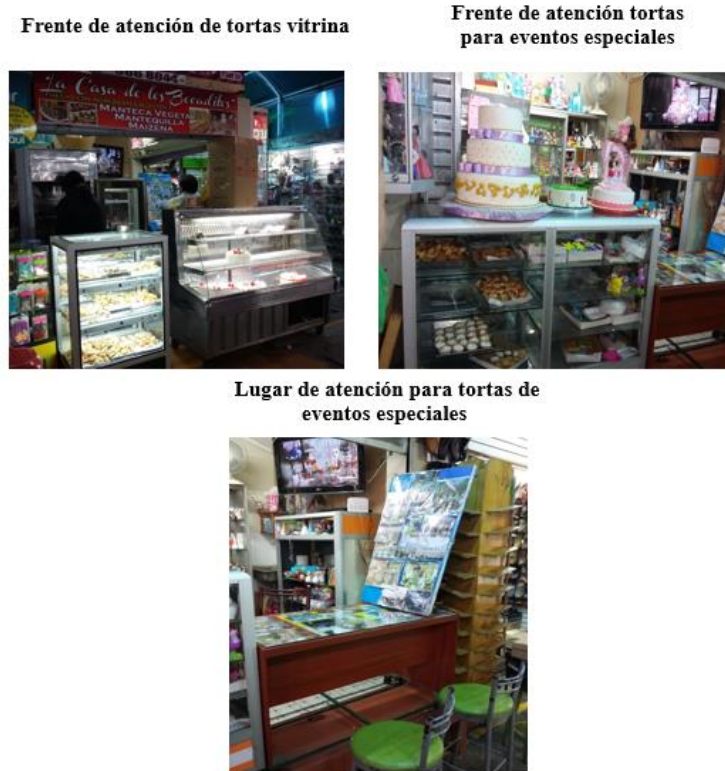 Frente de atención de tortas vitrina
Frente de atención tortas
para eventos especiales
"La Casa de los Bocaditos"
MANTECA VEGETAL
MANTEQUILLA
MAIZENA
Lugar de atención para tortas de
eventos especiales